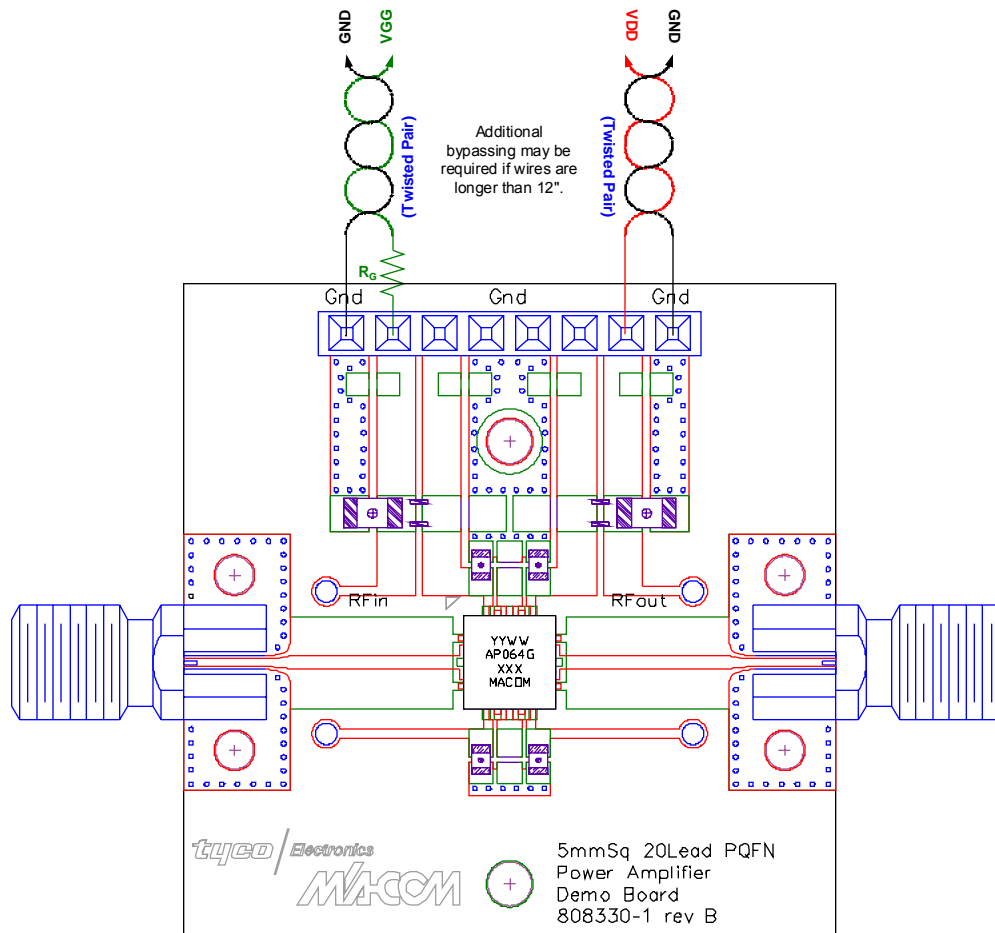 GND
VGG
VDD
GND
(Twisted Pair)
Additional
bypassing may be
required if wires are
longer than 12".
(Twisted Pair)
RG
Gnd
Gnd
Gnd
RFin
RFout
YYWW
AP064G
XXX
MACOM
tyco / Electronics
M/ACOM
5mmSq 20Lead PQFN
Power Amplifier
Demo Board
808330-1 rev B